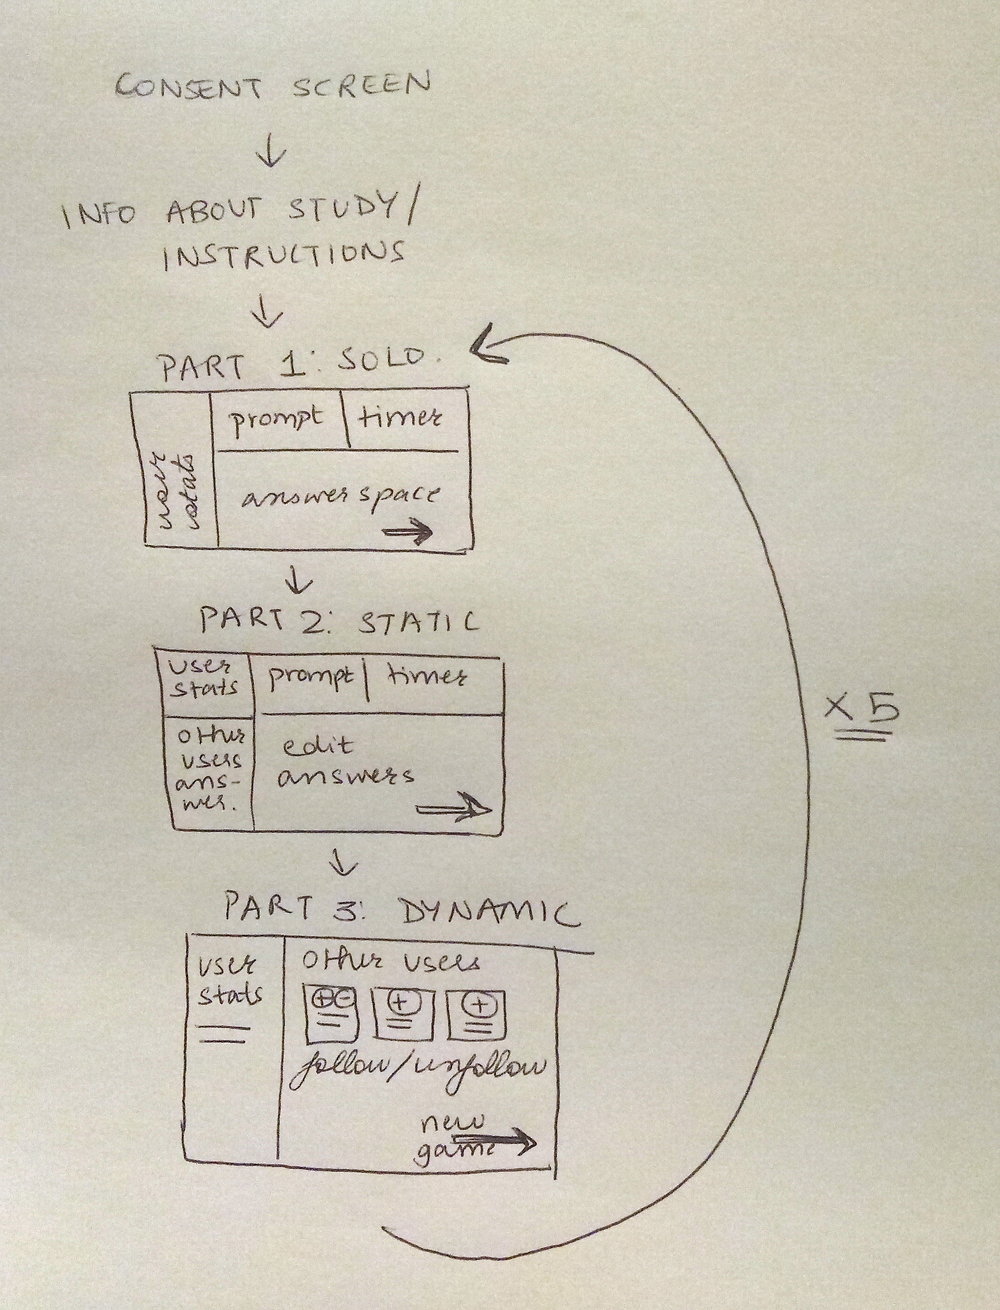 CONSENT SCREEN
INFO ABOUT STUDY/
INSTRUCTIONS
PART 1: SOLO.
prompt
timer
user
stats
answer space
PART 2: STATIC
user
stats
prompt
timer
other
users
ans-
wer.
edit
answers
× 5
PART 3: DYNAMIC
user
stats
other users
+ -
+
+
follow/unfollow
new
game